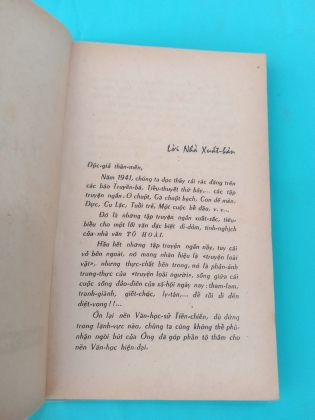 Lời Nhà Xuất-bản
Độc-giả thân-mến,
Năm 1941, chúng ta đọc thấy rải rác đăng trên
các báo Truyền-bá, Tiểu-thuyết thứ bảy,... các tập
truyện ngắn : O chuột, Gà chuột bạch, Con dế mèn,
Đực, Cu Lặc, Tuổi trẻ, Một cuộc bể dâu, v. v...
Đó là những tập truyện ngắn xuất-sắc, tiêu-
biểu cho một lối văn đặc biệt dí-dỏm, tinh-nghịch
của nhà văn TÔ HOÀI.
Hầu hết những tập truyện ngắn này, tuy cái
vỏ bên ngoài, nó mang nhãn hiệu là «truyện loài
vật», nhưng thực-chất bên trong, nó là phản-ảnh
trung-thực của «truyện loài người», sống giữa cái
cuộc sống đảo-điên của xã-hội ngày nay : tham-lam,
tranh-giành, giết-chóc, ly-tán,... để rồi đi đến
diệt-vong ! !...
Ôn lại nền Văn-học-sử Tiền-chiến, dù đứng
trong lãnh-vực nào, chúng ta cũng không thể phủ-
nhận ngòi bút của Ông đã góp phần tô thắm cho
nền Văn-học hiện-đại.